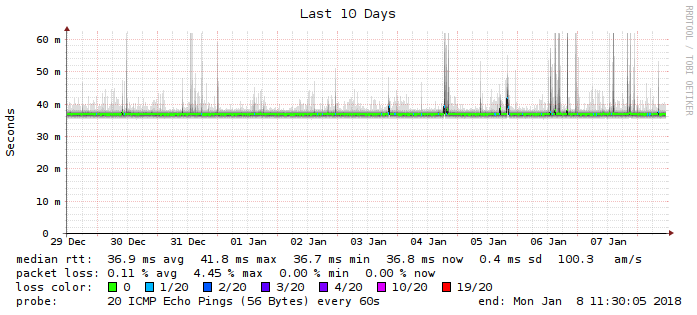 Last 10 Days
RRDTOOL / TOBI OETIKER
Seconds
60 m
50 m
40 m
30 m
20 m
10 m
0
29 Dec 30 Dec 31 Dec 01 Jan 02 Jan 03 Jan 04 Jan 05 Jan 06 Jan 07 Jan
median rtt: 36.9 ms avg 41.8 ms max 36.7 ms min 36.8 ms now 0.4 ms sd 100.3 am/s
packet loss: 0.11 % avg 4.45 % max 0.00 % min 0.00 % now
loss color: 0 1/20 2/20 3/20 4/20 10/20 19/20
probe: 20 ICMP Echo Pings (56 Bytes) every 60s end: Mon Jan 8 11:30:05 2018